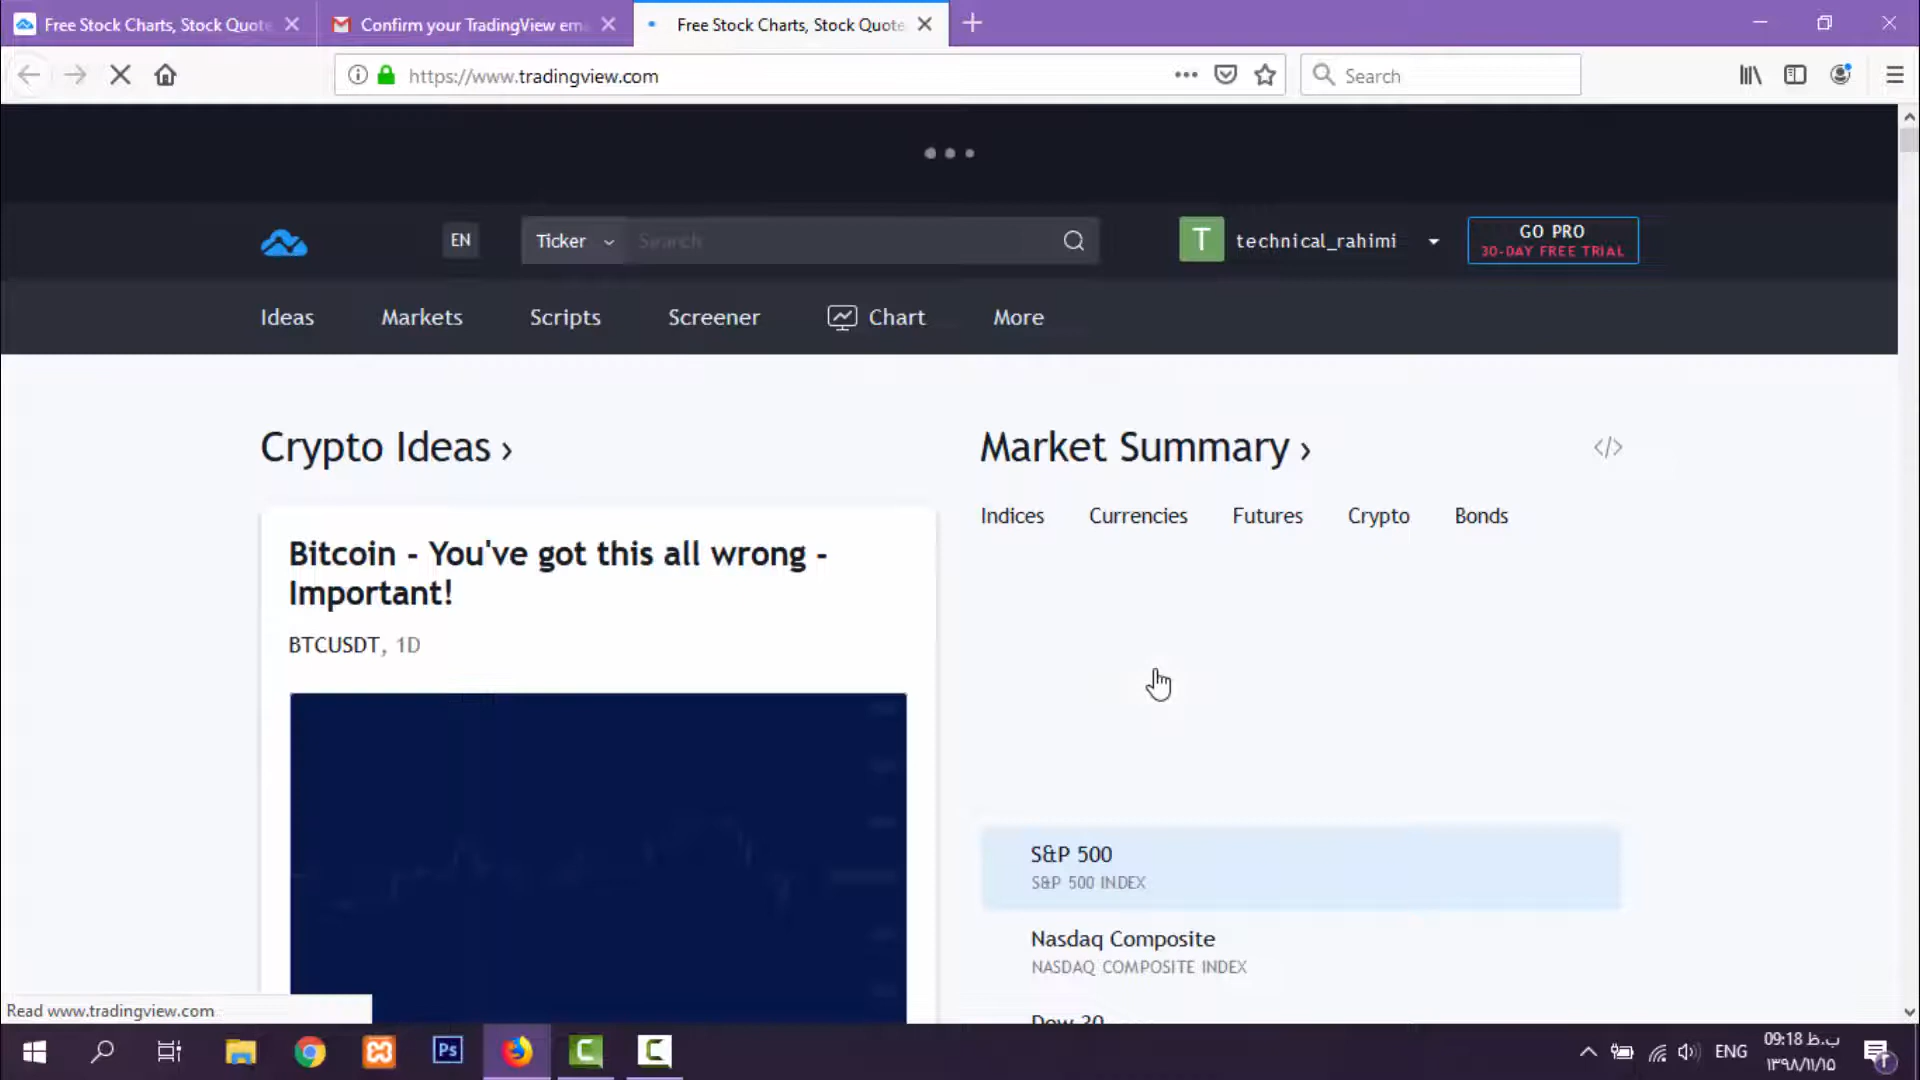 Free Stock Charts, Stock Quote
Confirm your TradingView em
Free Stock Charts, Stock Quote
https://www.tradingview.com
Search
EN
Ticker
Search
T
technical_rahimi
GO PRO
30-DAY FREE TRIAL
Ideas
Markets
Scripts
Screener
Chart
More
Crypto Ideas ›
Market Summary ›
</>
Indices
Currencies
Futures
Crypto
Bonds
Bitcoin - You've got this all wrong -
Important!
BTCUSDT, 1D
S&P 500
S&P 500 INDEX
Nasdaq Composite
NASDAQ COMPOSITE INDEX
Dow 30
Read www.tradingview.com
Ps
ENG
09:18 ب.ظ
۱۳۹۸/۱۱/۱۵